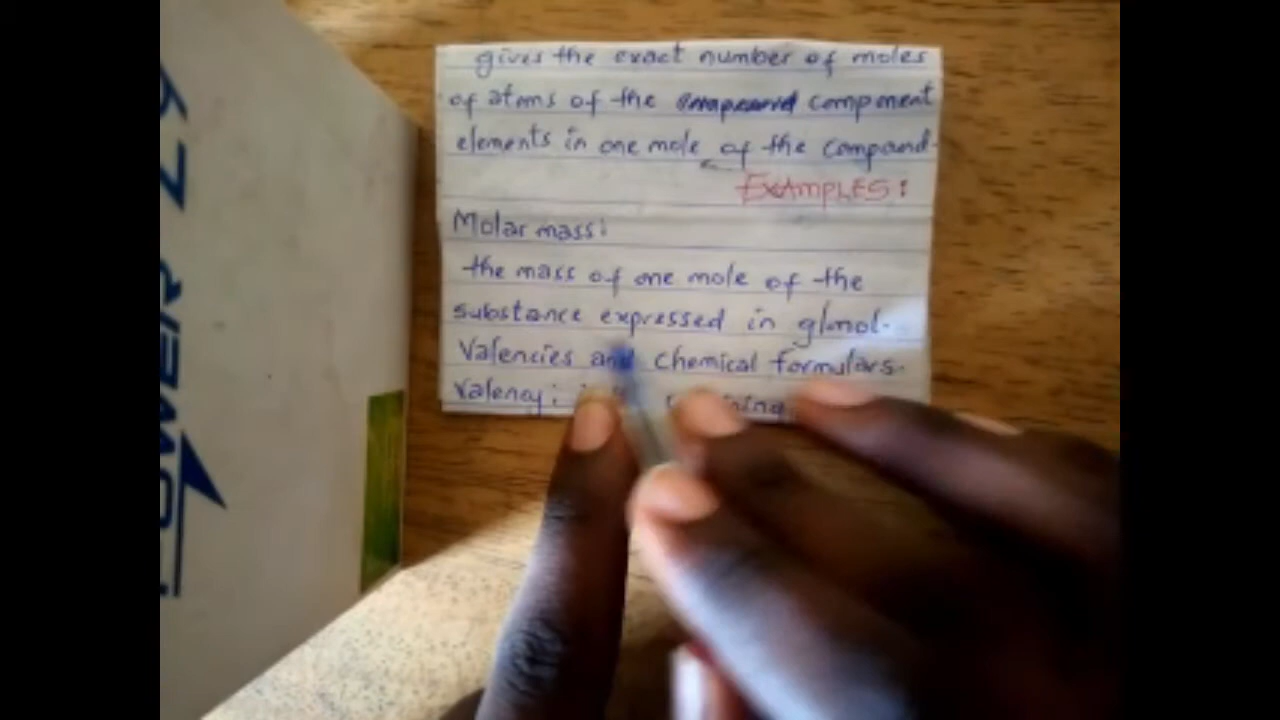 gives the exact number of moles
of atoms of the component
elements in one mole of the compound.
EXAMPLES:
Molar mass:
the mass of one mole of the
substance expressed in g/mol.
Valencies and chemical formulars.
Valency:
POWER